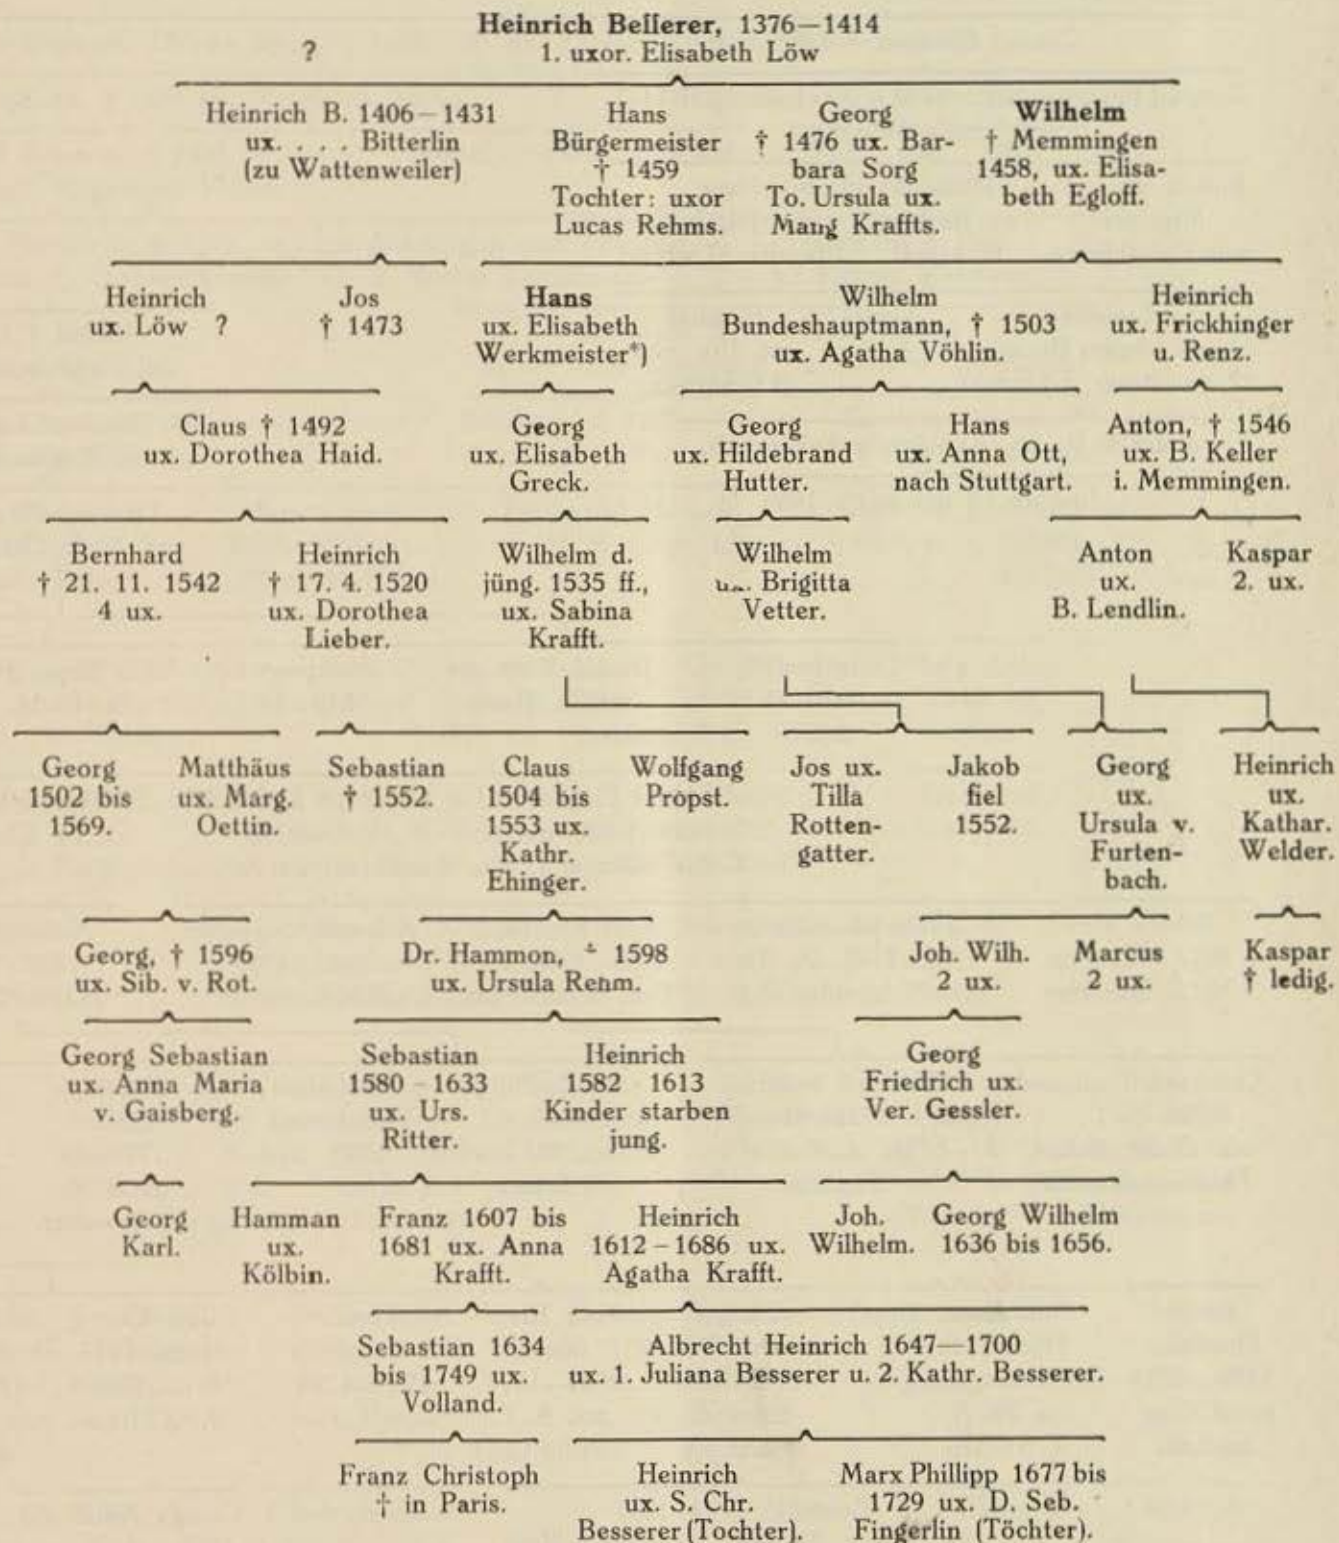 Heinrich Besserer, 1376—1414
? 1. uxor. Elisabeth Löw
Heinrich B. 1406—1431
ux. . . . Bitterlin
(zu Wattenweiler)
Hans
Bürgermeister
† 1459
Tochter: uxor
Lucas Rehms.
Georg
† 1476 ux. Bar-
bara Sorg
To. Ursula ux.
Mang Kraffts.
Wilhelm
† Memmingen
1458, ux. Elisa-
beth Egloff.
Heinrich
ux. Löw ?
Jos
† 1473
Hans
ux. Elisabeth
Werkmeister*)
Wilhelm
Bundeshauptmann, † 1503
ux. Agatha Vöhlin.
Heinrich
ux. Frickhinger
u. Renz.
Claus † 1492
ux. Dorothea Haid.
Georg
ux. Elisabeth
Greck.
Georg
ux. Hildebrand
Hutter.
Hans
ux. Anna Ott,
nach Stuttgart.
Anton, † 1546
ux. B. Keller
i. Memmingen.
Bernhard
† 21. 11. 1542
4 ux.
Heinrich
† 17. 4. 1520
ux. Dorothea
Lieber.
Wilhelm d.
jüng. 1535 ff.,
ux. Sabina
Krafft.
Wilhelm
ux. Brigitta
Vetter.
Anton
ux.
B. Lendlin.
Kaspar
2. ux.
Georg
1502 bis
1569.
Matthäus
ux. Marg.
Oettin.
Sebastian
† 1552.
Claus
1504 bis
1553 ux.
Kathr.
Ehinger.
Wolfgang
Propst.
Jos ux.
Tilla
Rotten-
gatter.
Jakob
fiel
1552.
Georg
ux.
Ursula v.
Furten-
bach.
Heinrich
ux.
Kathar.
Welder.
Georg, † 1596
ux. Sib. v. Rot.
Dr. Hammon, † 1598
ux. Ursula Rehm.
Joh. Wilh.
2 ux.
Marcus
2 ux.
Kaspar
† ledig.
Georg Sebastian
ux. Anna Maria
v. Gaisberg.
Sebastian
1580-1633
ux. Urs.
Ritter.
Heinrich
1582 1613
Kinder starben
jung.
Georg
Friedrich ux.
Ver. Gessler.
Georg
Karl.
Hamman
ux.
Kölbin.
Franz 1607 bis
1681 ux. Anna
Krafft.
Heinrich
1612-1686 ux.
Agatha Krafft.
Joh.
Wilhelm.
Georg Wilhelm
1636 bis 1656.
Sebastian 1634
bis 1749 ux.
Volland.
Albrecht Heinrich 1647—1700
ux. 1. Juliana Besserer u. 2. Kathr. Besserer.
Franz Christoph
† in Paris.
Heinrich
ux. S. Chr.
Besserer (Tochter).
Marx Phillipp 1677 bis
1729 ux. D. Seb.
Fingerlin (Töchter).